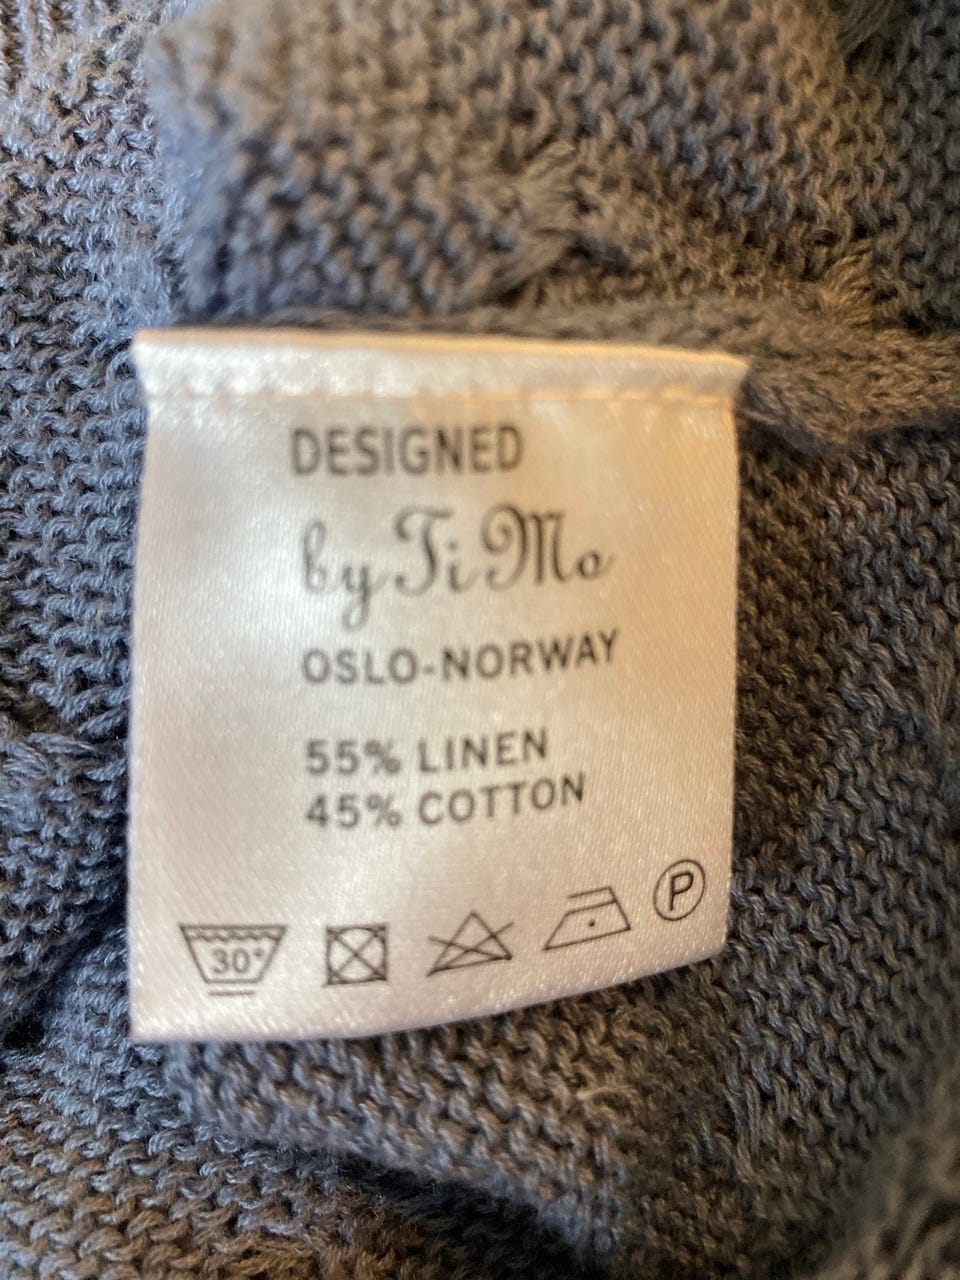 DESIGNED
by Ti Mo
OSLO-NORWAY
55% LINEN
45% COTTON
30°
P